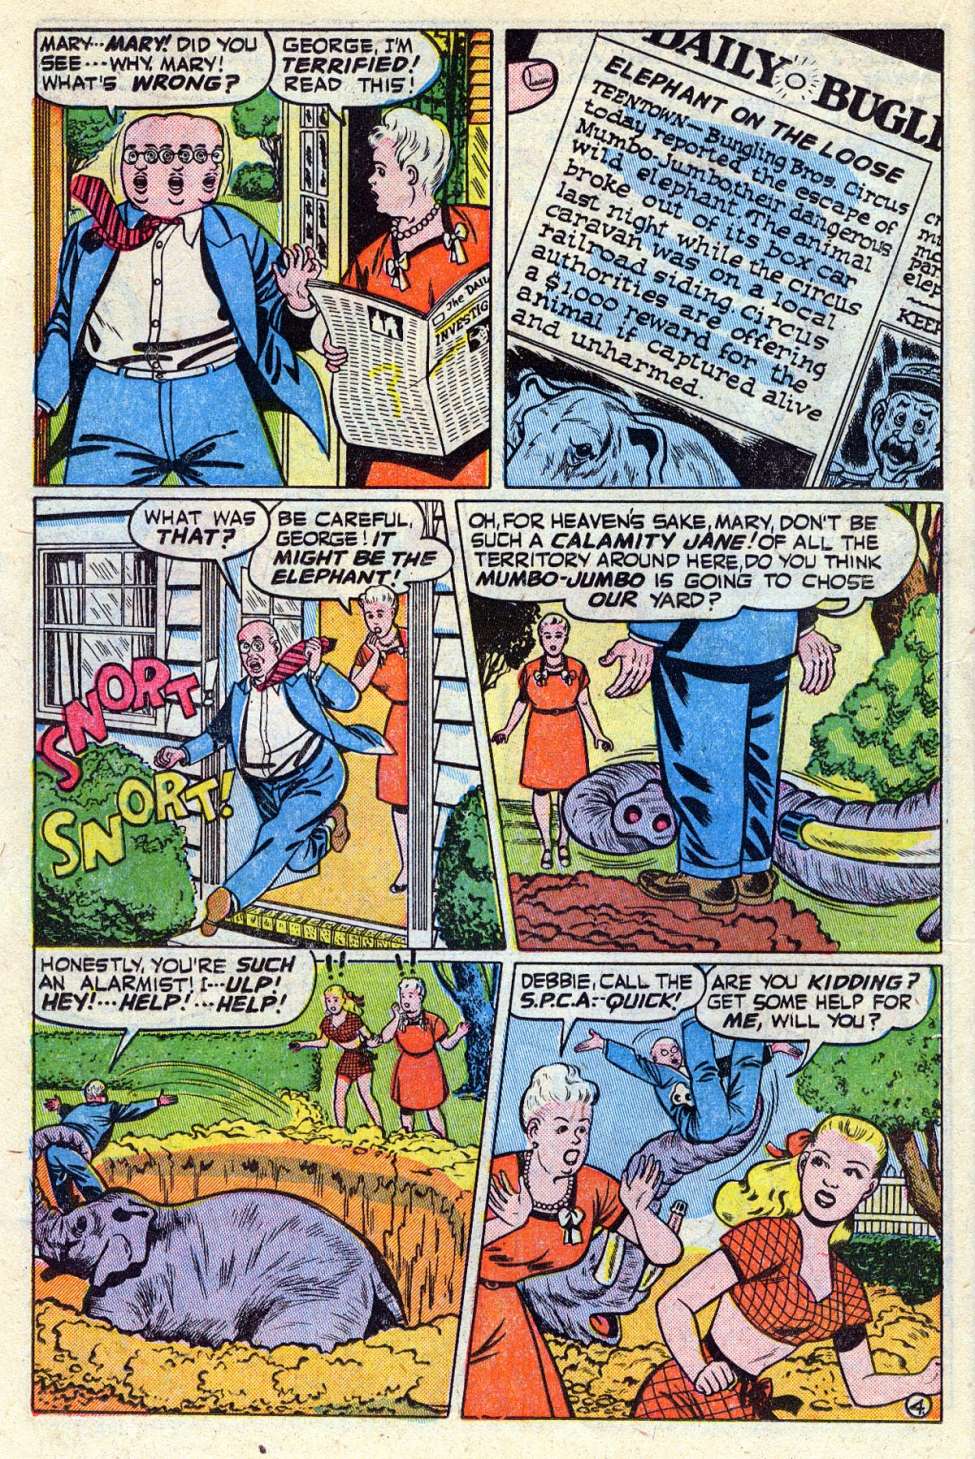 MARY--MARY! DID YOU
SEE---WHY, MARY!
WHAT'S WRONG?
GEORGE, I'M
TERRIFIED!
READ THIS!
The DAIL
INVESTIG
DAILY BUGL
ELEPHANT ON THE LOOSE
TEENTOWN— Bungling Bros. Circus
today reported the escape of
Mumbo-Jumbo, their dangerous
wild elephant. The animal
broke out of its box car
last night while the circus
caravan was on a local
railroad siding. Circus
authorities are offering
a $1,000 reward for the
animal if captured alive
and unharmed.
KEEP
WHAT WAS
THAT?
BE CAREFUL,
GEORGE! IT
MIGHT BE THE
ELEPHANT!
SNORT
SNORT!
OH, FOR HEAVEN'S SAKE, MARY, DON'T BE
SUCH A CALAMITY JANE! OF ALL THE
TERRITORY AROUND HERE, DO YOU THINK
MUMBO-JUMBO IS GOING TO CHOSE
OUR YARD?
HONESTLY, YOU'RE SUCH
AN ALARMIST! I---ULP!
HEY!---HELP!---HELP!
!!
!!
DEBBIE, CALL THE
S.P.C.A.--QUICK!
ARE YOU KIDDING?
GET SOME HELP FOR
ME, WILL YOU?
4